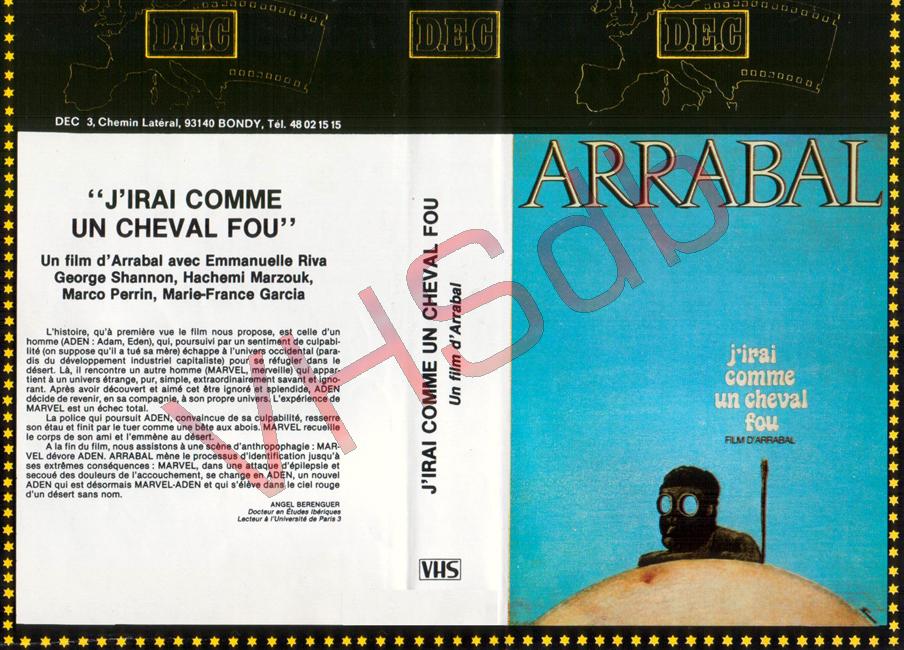 D.E.C
D.E.C
D.E.C
DEC 3, Chemin Latéral, 93140 BONDY, Tél. 48 02 15 15
“J'IRAI COMME
UN CHEVAL FOU”
Un film d'Arrabal avec Emmanuelle Riva
George Shannon, Hachemi Marzouk,
Marco Perrin, Marie-France Garcia
L'histoire, qu'à première vue le film nous propose, est celle d'un
homme (ADEN : Adam, Eden), qui, poursuivi par un sentiment de culpabi-
lité (on suppose qu'il a tué sa mère) échappe à l'univers occidental (para-
dis du développement industriel capitaliste) pour se réfugier dans le
désert. Là, il rencontre un autre homme (MARVEL, merveille) qui appar-
tient à un univers étrange, pur, simple, extraordinairement savant et igno-
rant. Après avoir découvert et aimé cet être ignoré et splendide, ADEN
décide de revenir, en sa compagnie, à son propre univers. L'expérience de
MARVEL est un échec total.
La police qui poursuit ADEN, convaincue de sa culpabilité, resserre
son étau et finit par le tuer comme une bête aux abois. MARVEL recueille
le corps de son ami et l'emmène au désert.
A la fin du film, nous assistons à une scène d'anthropophagie : MAR-
VEL dévore ADEN. ARRABAL mène le processus d'identification jusqu'à
ses extrêmes conséquences : MARVEL, dans une attaque d'épilepsie et
secoué des douleurs de l'accouchement, se change en ADEN, un nouvel
ADEN qui est désormais MARVEL-ADEN et qui s'élève dans le ciel rouge
d'un désert sans nom.
ANGEL BERENGUER
Docteur en Études Ibériques
Lecteur à l'Université de Paris 3
J'IRAI COMME UN CHEVAL FOU
Un film d'Arrabal
VHS
ARRABAL
j'irai
comme
un cheval
fou
FILM D'ARRABAL
VHSdb